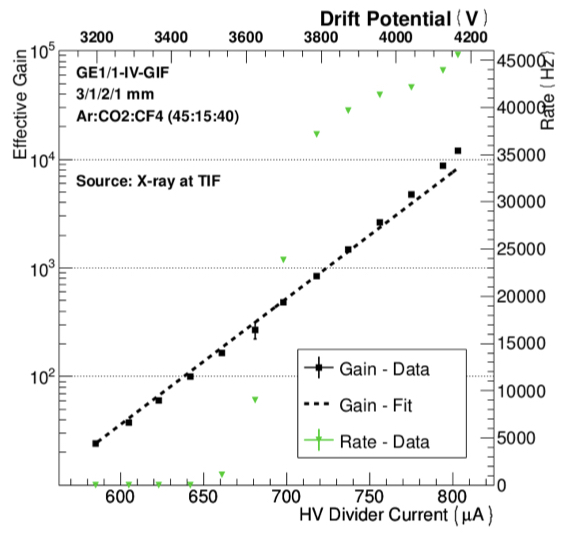 Drift Potential ( V )
3200 3400 3600 3800 4000 4200
Effective Gain
10⁵
10⁴
10³
10²
GE1/1-IV-GIF
3/1/2/1 mm
Ar:CO2:CF4 (45:15:40)
Source: X-ray at TIF
Gain - Data
Gain - Fit
Rate - Data
Rate ( Hz )
45000
40000
35000
30000
25000
20000
15000
10000
5000
0
600 650 700 750 800
HV Divider Current ( μA )